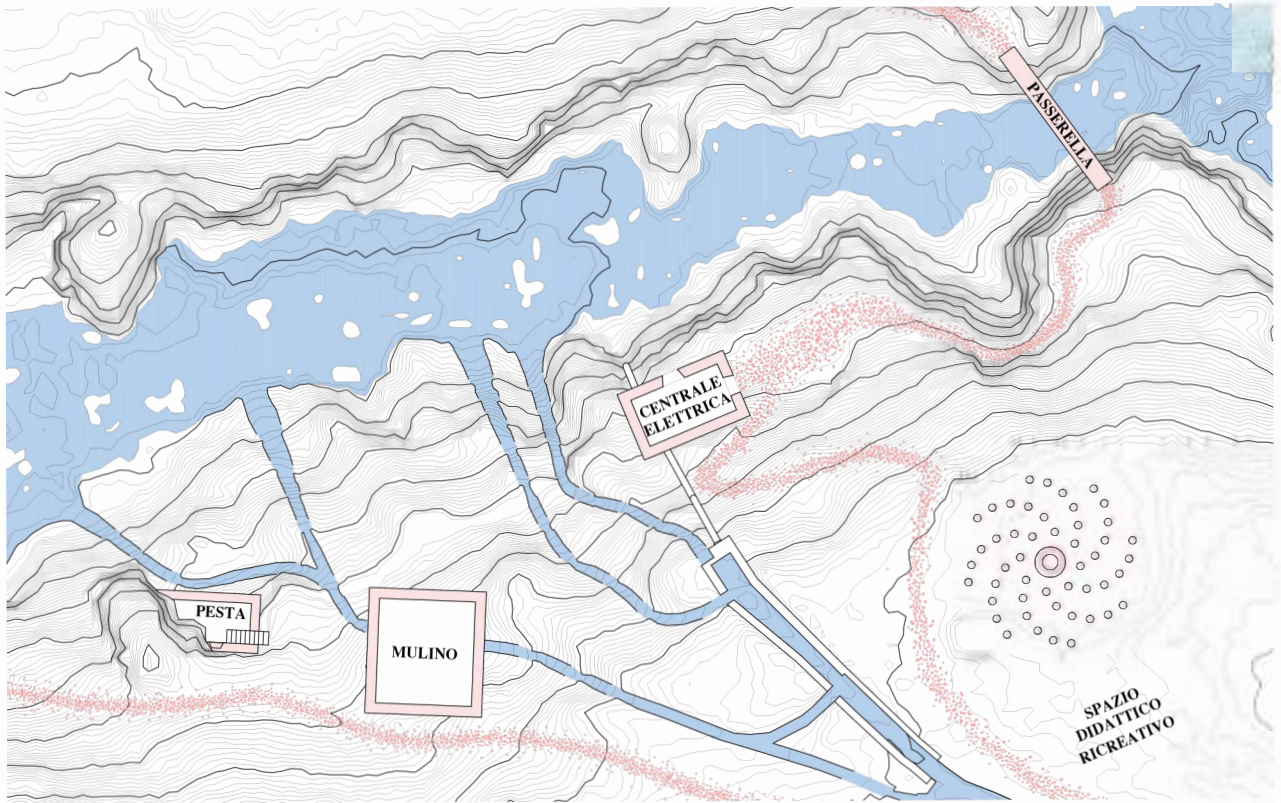 PASSERELLA
CENTRALE
ELETTRICA
PESTA
MULINO
SPAZIO
DIDATTICO
RICREATIVO